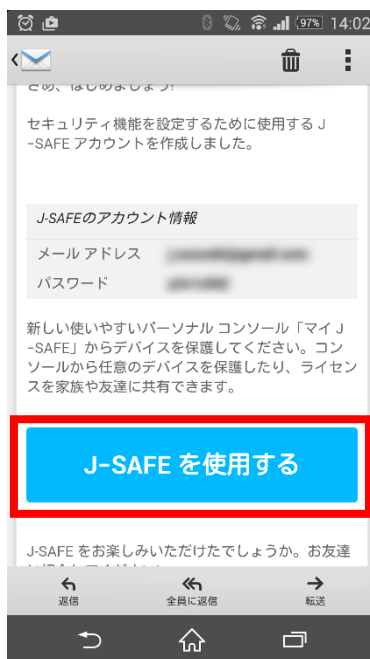 97% 14:02
さあ、はじめましょう!
セキュリティ機能を設定するために使用する J
-SAFE アカウントを作成しました。
J-SAFEのアカウント情報
メール アドレス
パスワード
新しい使いやすいパーソナル コンソール「マイ J
-SAFE」からデバイスを保護してください。コン
ソールから任意のデバイスを保護したり、ライセン
スを家族や友達に共有できます。
J-SAFE を使用する
J-SAFE をお楽しみいただけたでしょうか。お友達
返信 全員に返信 転送